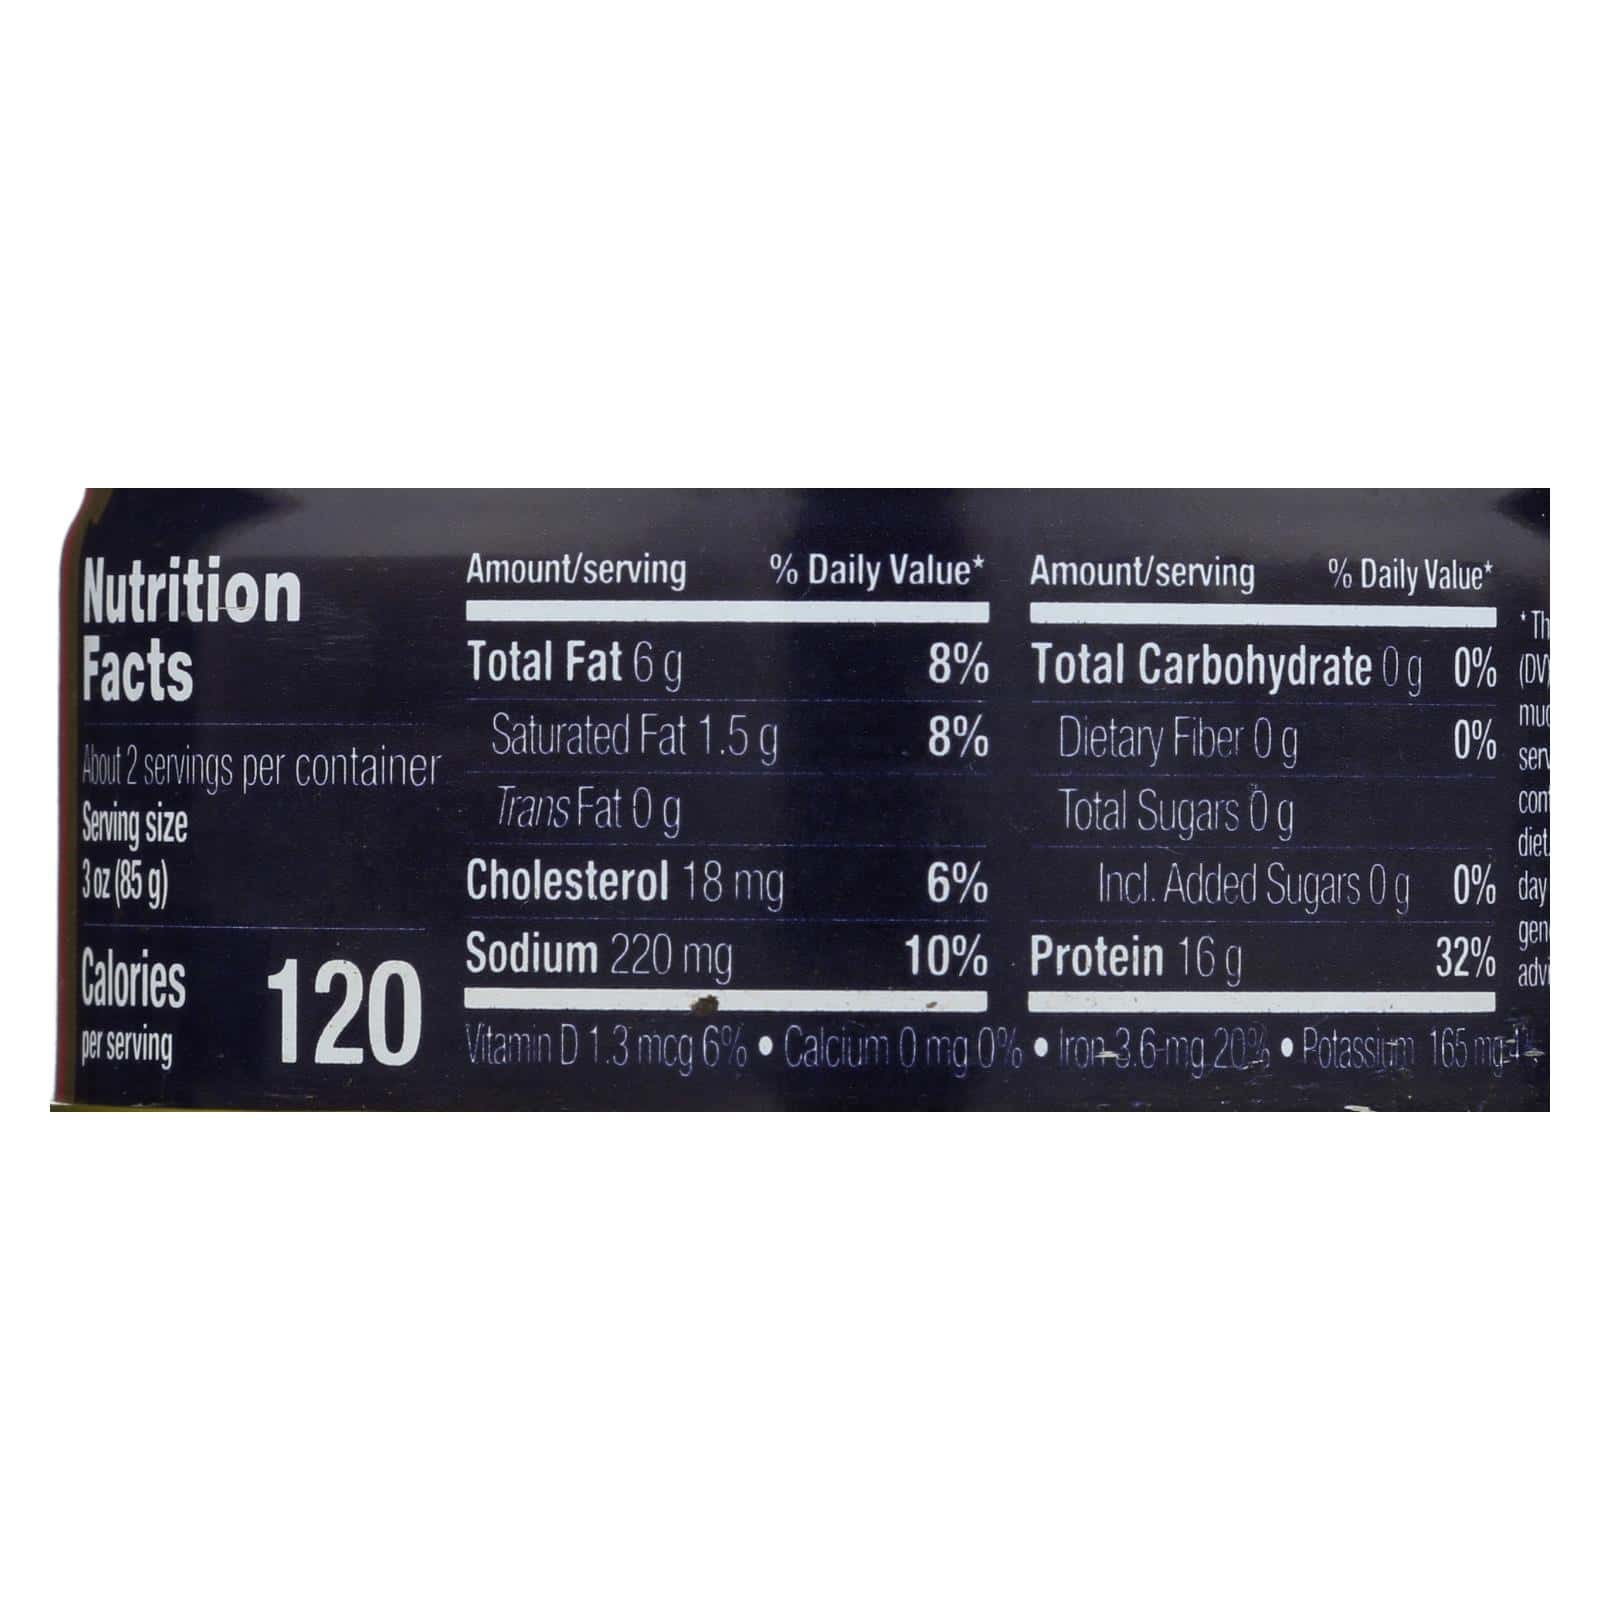 Nutrition
Facts
About 2 servings per container
Serving size
3 oz (85 g)
Calories 120
per serving
Amount/serving % Daily Value*
Total Fat 6 g 8%
Saturated Fat 1.5 g 8%
Trans Fat 0 g
Cholesterol 18 mg 6%
Sodium 220 mg 10%
Amount/serving % Daily Value*
Total Carbohydrate 0 g 0%
Dietary Fiber 0 g 0%
Total Sugars 0 g
Incl. Added Sugars 0 g 0%
Protein 16 g 32%
Vitamin D 1.3 mcg 6% • Calcium 0 mg 0% • Iron 3.6 mg 20% • Potassium 165 mg
(DV)
diet.
day